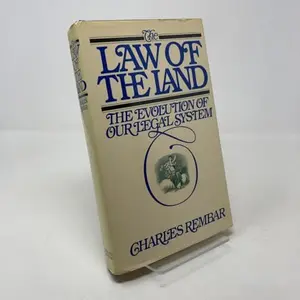 The
LAW OF
THE LAND
THE EVOLUTION OF
OUR LEGAL SYSTEM
CHARLES REMBAR